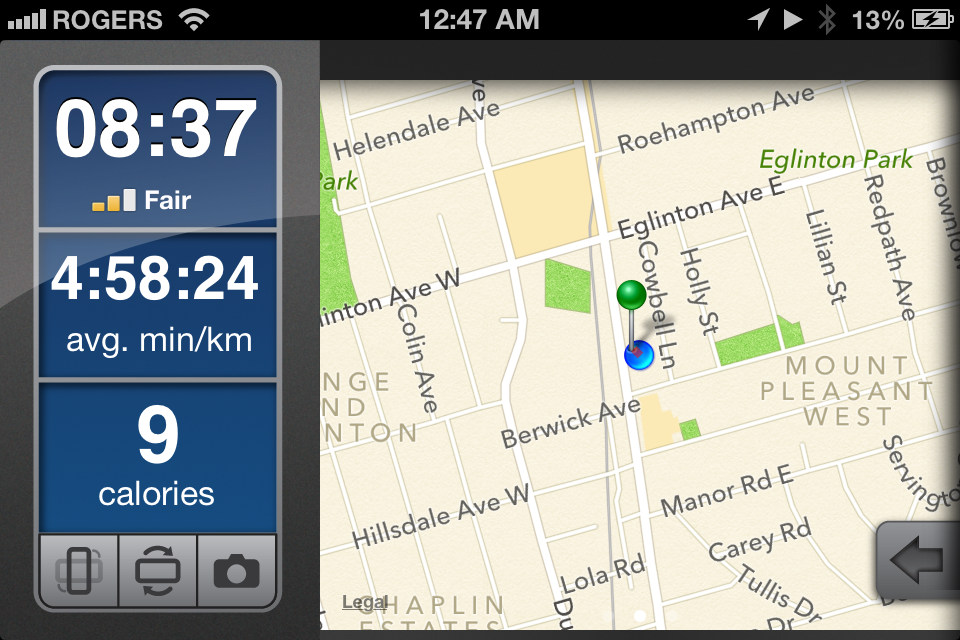 ROGERS 12:47 AM 13%
08:37
Fair
4:58:24
avg. min/km
9
calories
Helendale Ave
Roehampton Ave
Eglinton Park
Park
Eglinton Ave E
linton Ave W
Cowbell Ln
Holly St
Lillian St
Redpath Ave
Brownlow
Colin Ave
MOUNT
PLEASANT
WEST
NGE
ND
NTON
Berwick Ave
Hillsdale Ave W
Manor Rd E
Servington
Carey Rd
Lola Rd
Tullis Dr
Legal
CHAPLIN
ESTATES
Du
Dr